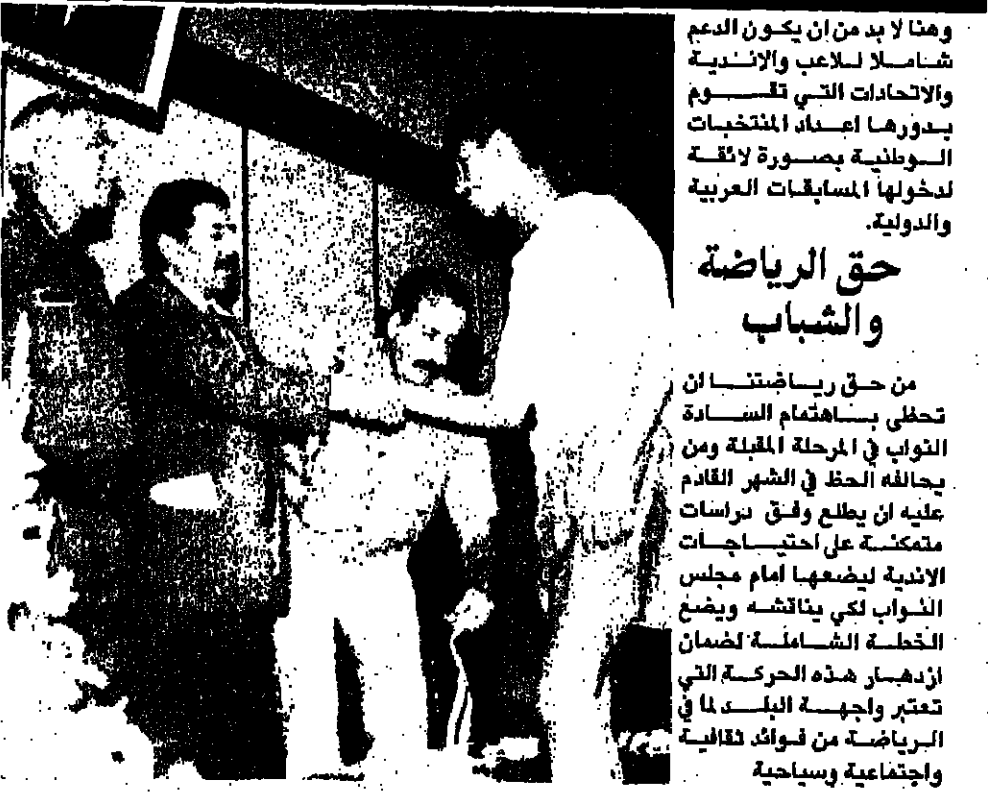 وهنا لا بد من ان يكون الدعم
شاملا للاعب والاندية
والاتحادات التي تقوم
بدورها اعداد المنتخبات
الوطنية بصورة لائقة
لدخولها المسابقات العربية
والدولية.
حق الرياضة
والشباب
من حق رياضتنا ان
تحظى باهتمام السادة
النواب في المرحلة المقبلة ومن
يحالفه الحظ في الشهر القادم
عليه ان يطلع وفق دراسات
متمكنة على احتياجات
الاندية ليضعها امام مجلس
النواب لكي يناقشه ويضع
الخطة الشاملة لضمان
ازدهار هذه الحركة التي
تعتبر واجهة البلد لما في
الرياضة من فوائد ثقافية
واجتماعية وسياحية